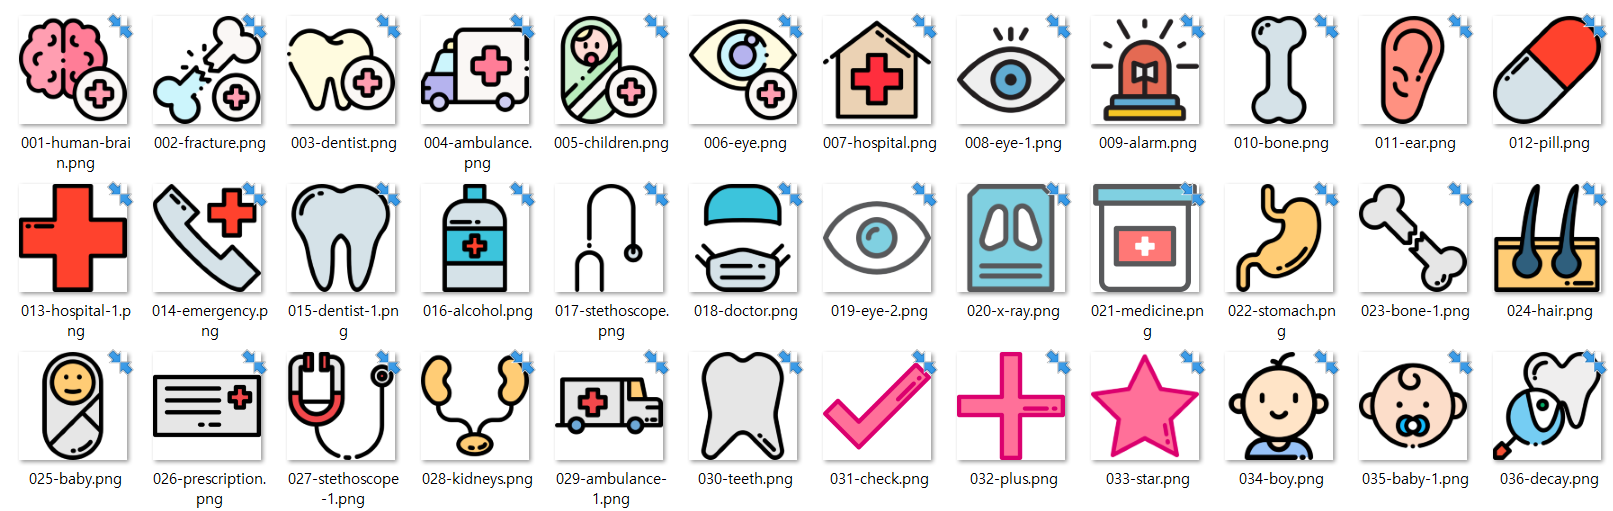 001-human-brai
n.png
002-fracture.png
003-dentist.png
004-ambulance.
png
005-children.png
006-eye.png
007-hospital.png
008-eye-1.png
009-alarm.png
010-bone.png
011-ear.png
012-pill.png
013-hospital-1.p
ng
014-emergency.p
ng
015-dentist-1.pn
g
016-alcohol.png
017-stethoscope.
png
018-doctor.png
019-eye-2.png
020-x-ray.png
021-medicine.pn
g
022-stomach.pn
g
023-bone-1.png
024-hair.png
025-baby.png
026-prescription.
png
027-stethoscope
-1.png
028-kidneys.png
029-ambulance-
1.png
030-teeth.png
031-check.png
032-plus.png
033-star.png
034-boy.png
035-baby-1.png
036-decay.png